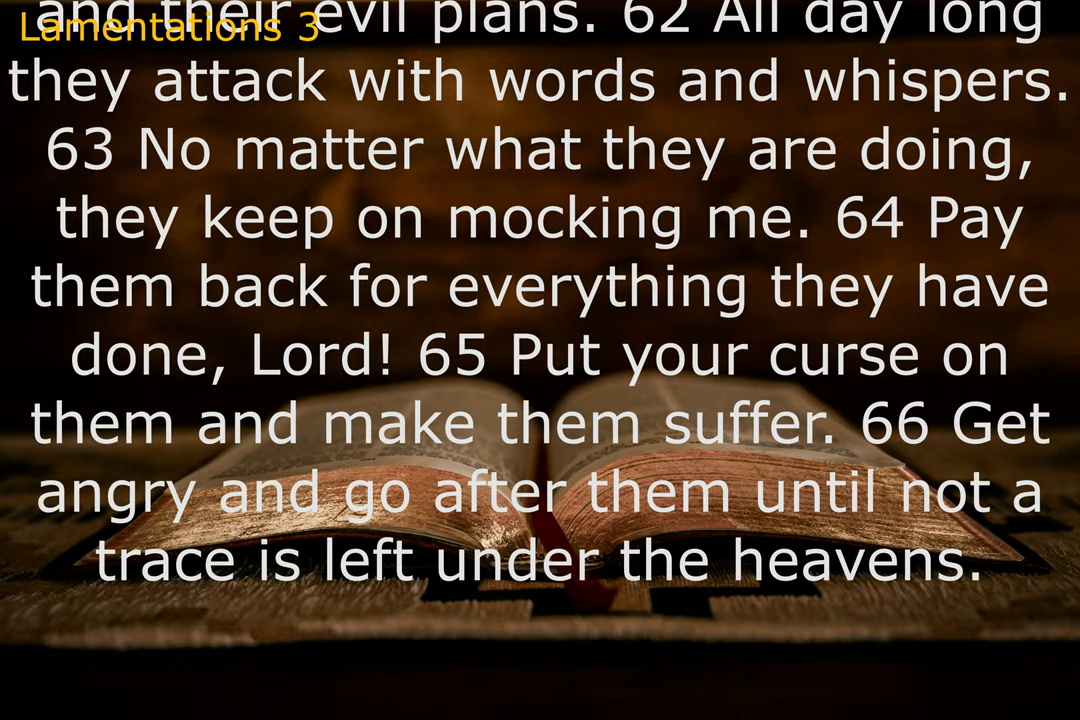 Lamentations 3
and their evil plans. 62 All day long
they attack with words and whispers.
63 No matter what they are doing,
they keep on mocking me. 64 Pay
them back for everything they have
done, Lord! 65 Put your curse on
them and make them suffer. 66 Get
angry and go after them until not a
trace is left under the heavens.